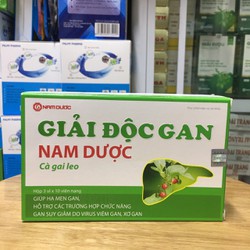 NAM DƯỢC
GIẢI ĐỘC GAN
NAM DƯỢC
Cà gai leo
Hộp 3 vỉ x 10 viên nang
GIÚP HẠ MEN GAN,
HỖ TRỢ CÁC TRƯỜNG HỢP CHỨC NĂNG
GAN SUY GIẢM DO VIRUS VIÊM GAN, XƠ GAN